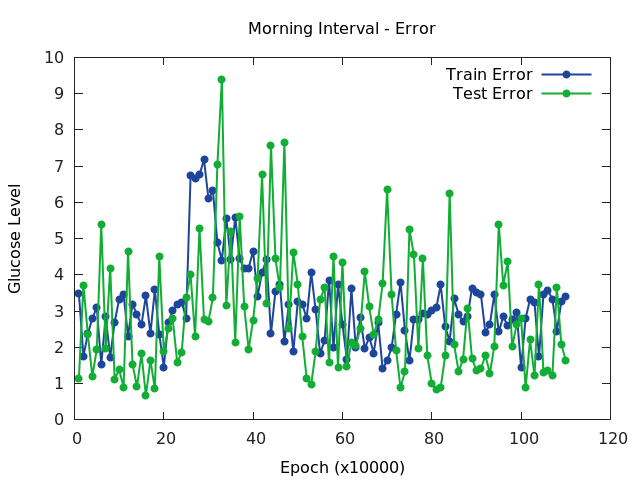 Morning Interval - Error
10
9
8
7
6
5
4
3
2
1
0
Glucose Level
Train Error
Test Error
0 20 40 60 80 100 120
Epoch (x10000)